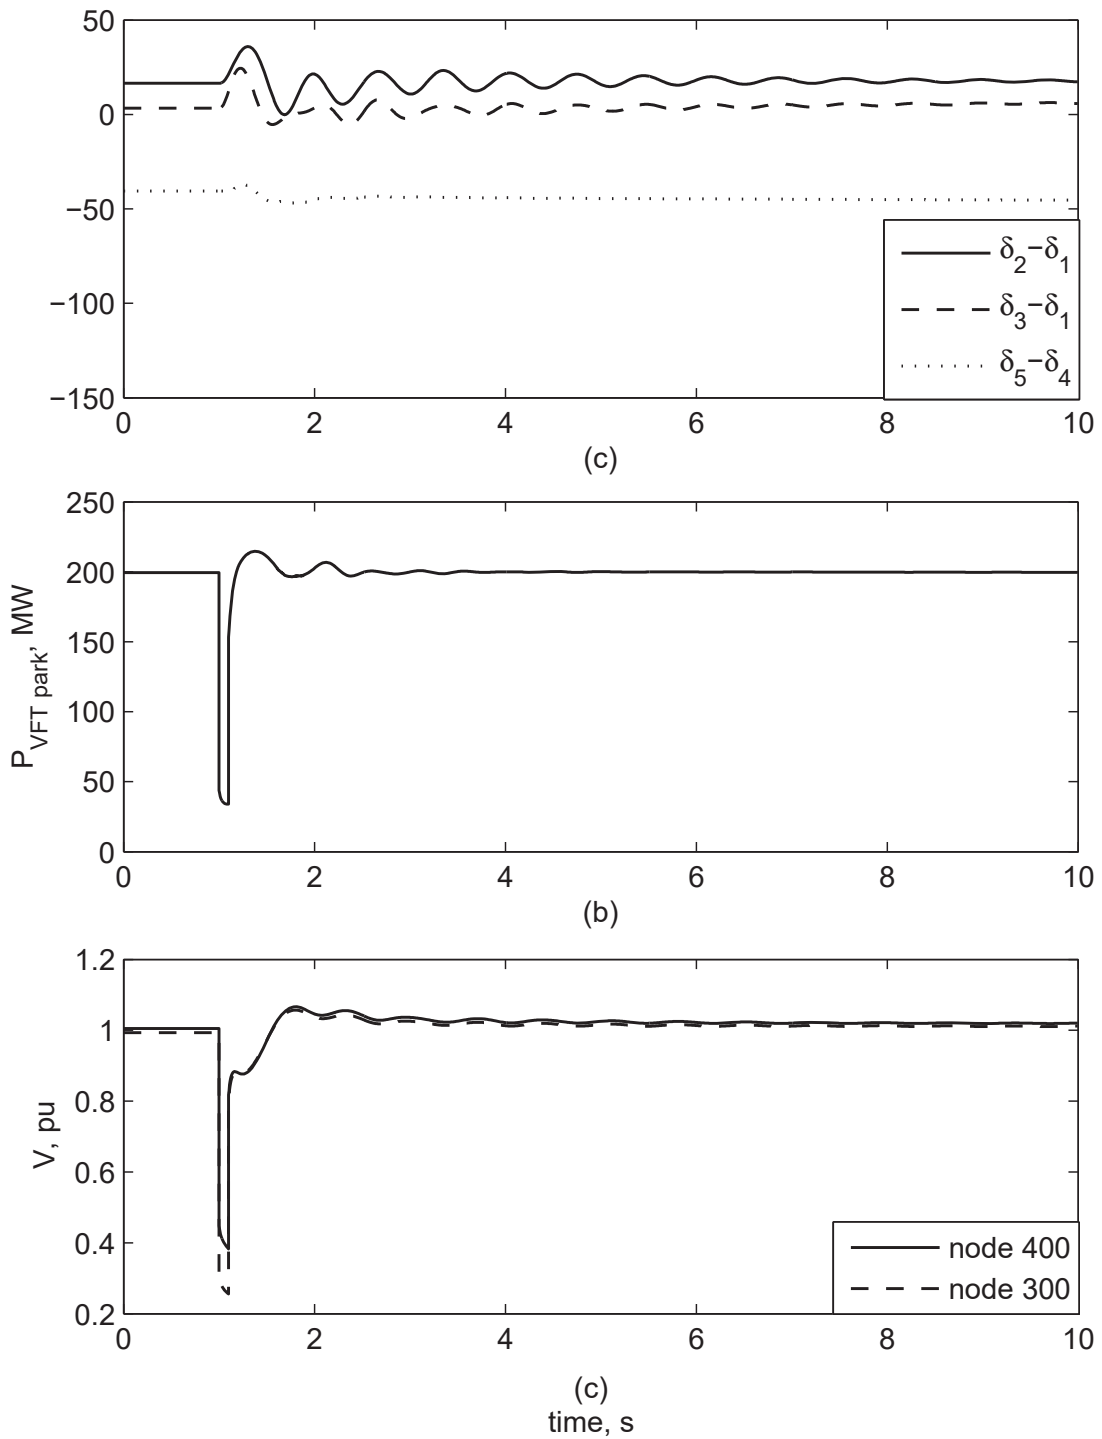 50
0
−50
−100
−150
δ2−δ1
δ3−δ1
δ5−δ4
0 2 4 6 8 10
(c)
250
200
150
100
50
0
P VFT park, MW
0 2 4 6 8 10
(b)
1.2
1
0.8
0.6
0.4
0.2
V, pu
node 400
node 300
0 2 4 6 8 10
(c)
time, s